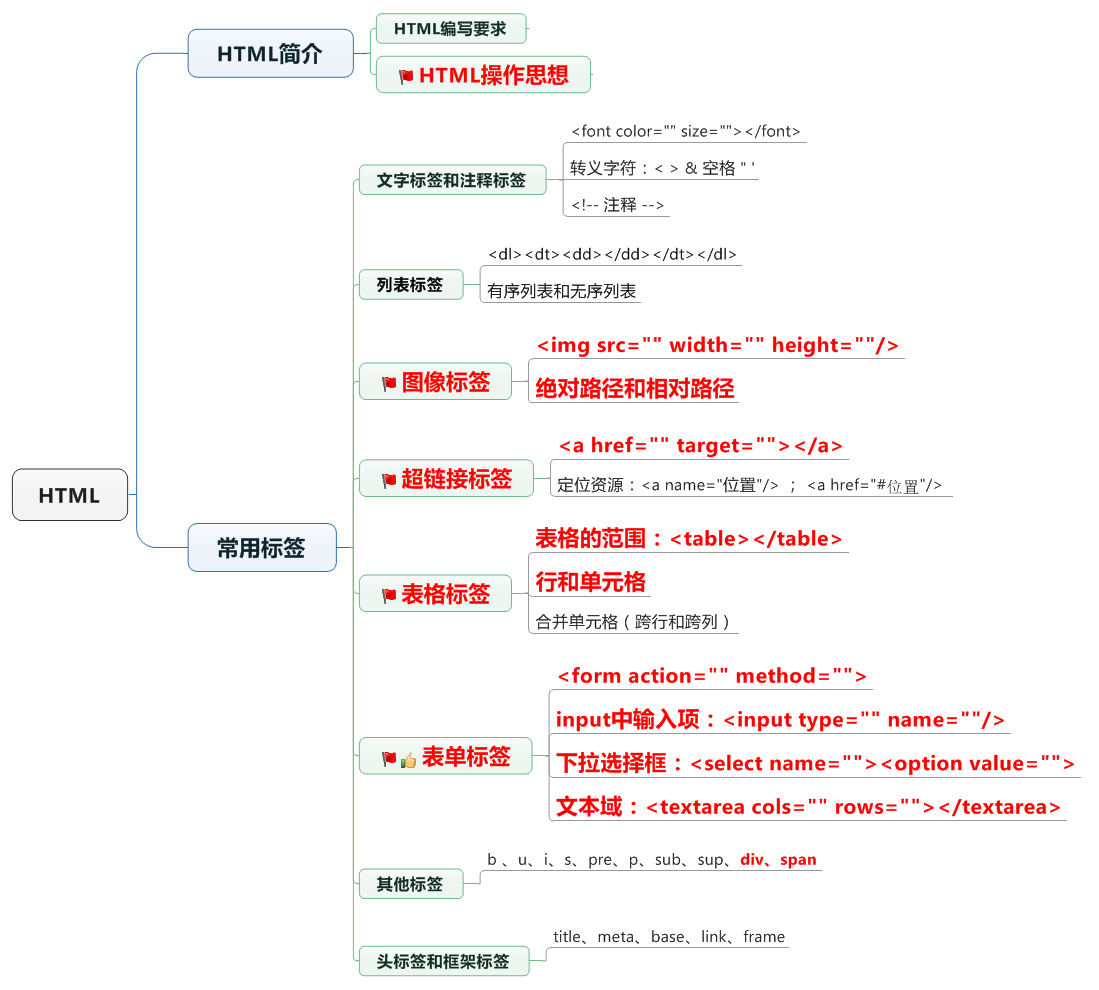 HTML
HTML简介
HTML编写要求
HTML操作思想
常用标签
文字标签和注释标签
<font color="" size=""></font>
转义字符：< > & 空格 " '
<!-- 注释 -->
列表标签
<dl><dt><dd></dd></dt></dl>
有序列表和无序列表
图像标签
<img src="" width="" height=""/>
绝对路径和相对路径
超链接标签
<a href="" target=""></a>
定位资源：<a name="位置"/> ； <a href="#位置"/>
表格标签
表格的范围：<table></table>
行和单元格
合并单元格（跨行和跨列）
表单标签
<form action="" method="">
input中输入项：<input type="" name=""/>
下拉选择框：<select name=""><option value="">
文本域：<textarea cols="" rows=""></textarea>
其他标签
b 、u、i、s、pre、p、sub、sup、div、span
头标签和框架标签
title、meta、base、link、frame